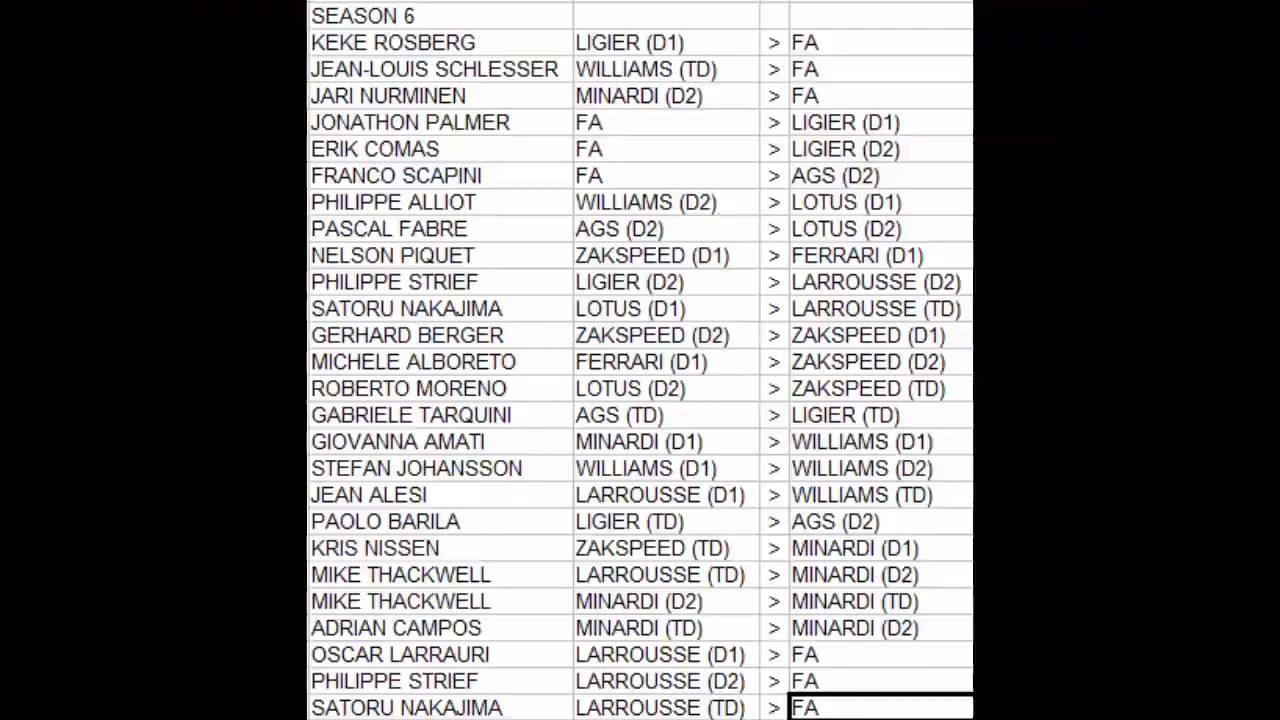 SEASON 6
KEKE ROSBERG LIGIER (D1) > FA
JEAN-LOUIS SCHLESSER WILLIAMS (TD) > FA
JARI NURMINEN MINARDI (D2) > FA
JONATHON PALMER FA > LIGIER (D1)
ERIK COMAS FA > LIGIER (D2)
FRANCO SCAPINI FA > AGS (D2)
PHILIPPE ALLIOT WILLIAMS (D2) > LOTUS (D1)
PASCAL FABRE AGS (D2) > LOTUS (D2)
NELSON PIQUET ZAKSPEED (D1) > FERRARI (D1)
PHILIPPE STRIEF LIGIER (D2) > LARROUSSE (D2)
SATORU NAKAJIMA LOTUS (D1) > LARROUSSE (TD)
GERHARD BERGER ZAKSPEED (D2) > ZAKSPEED (D1)
MICHELE ALBORETO FERRARI (D1) > ZAKSPEED (D2)
ROBERTO MORENO LOTUS (D2) > ZAKSPEED (TD)
GABRIELE TARQUINI AGS (TD) > LIGIER (TD)
GIOVANNA AMATI MINARDI (D1) > WILLIAMS (D1)
STEFAN JOHANSSON WILLIAMS (D1) > WILLIAMS (D2)
JEAN ALESI LARROUSSE (D1) > WILLIAMS (TD)
PAOLO BARILA LIGIER (TD) > AGS (D2)
KRIS NISSEN ZAKSPEED (TD) > MINARDI (D1)
MIKE THACKWELL LARROUSSE (TD) > MINARDI (D2)
MIKE THACKWELL MINARDI (D2) > MINARDI (TD)
ADRIAN CAMPOS MINARDI (TD) > MINARDI (D2)
OSCAR LARRAURI LARROUSSE (D1) > FA
PHILIPPE STRIEF LARROUSSE (D2) > FA
SATORU NAKAJIMA LARROUSSE (TD) > FA